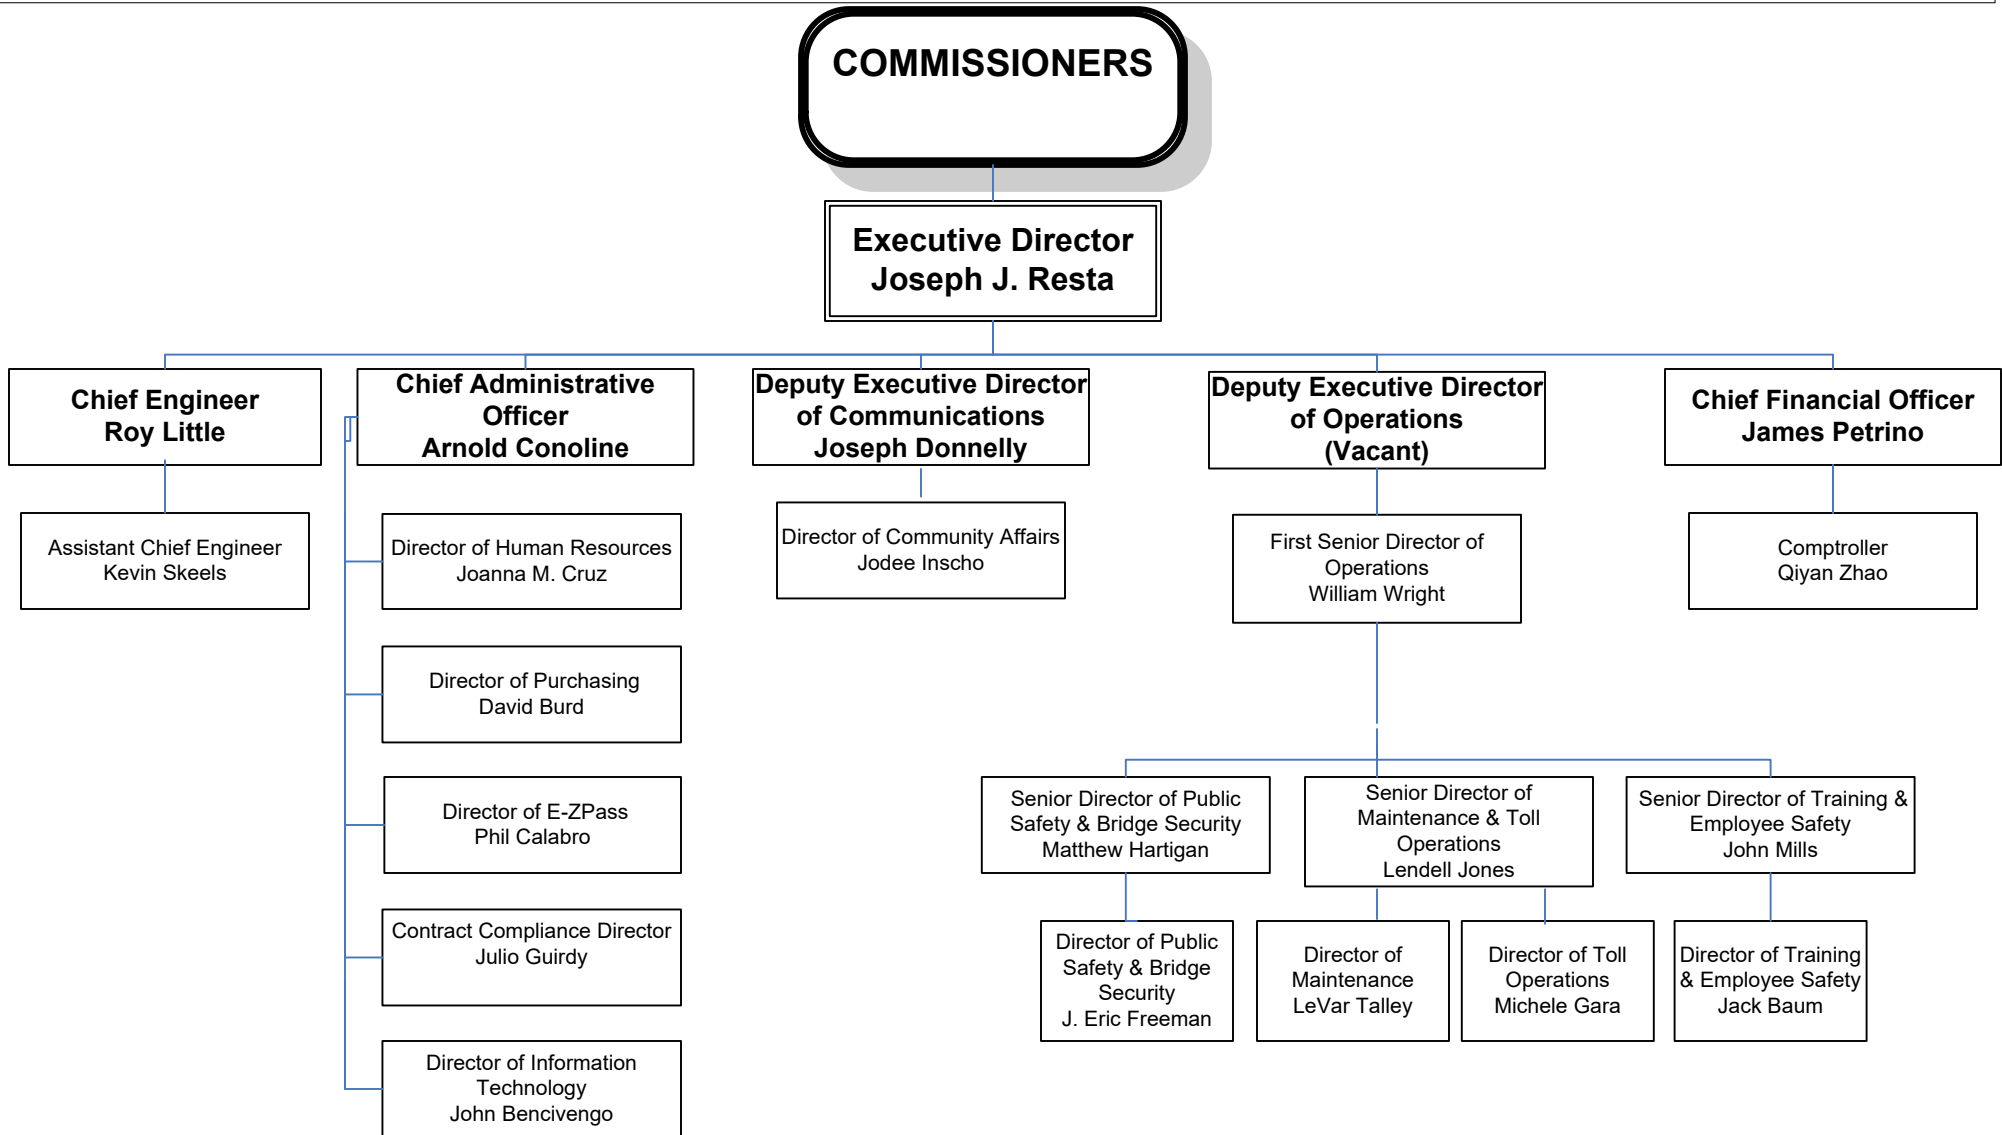 COMMISSIONERS
Executive Director
Joseph J. Resta
Chief Engineer
Roy Little
Chief Administrative
Officer
Arnold Conoline
Deputy Executive Director
of Communications
Joseph Donnelly
Deputy Executive Director
of Operations
(Vacant)
Chief Financial Officer
James Petrino
Assistant Chief Engineer
Kevin Skeels
Director of Human Resources
Joanna M. Cruz
Director of Community Affairs
Jodee Inscho
First Senior Director of
Operations
William Wright
Comptroller
Qiyan Zhao
Director of Purchasing
David Burd
Director of E-ZPass
Phil Calabro
Senior Director of Public
Safety & Bridge Security
Matthew Hartigan
Senior Director of
Maintenance & Toll
Operations
Lendell Jones
Senior Director of Training &
Employee Safety
John Mills
Contract Compliance Director
Julio Guirdy
Director of Public
Safety & Bridge
Security
J. Eric Freeman
Director of
Maintenance
LeVar Talley
Director of Toll
Operations
Michele Gara
Director of Training
& Employee Safety
Jack Baum
Director of Information
Technology
John Bencivengo